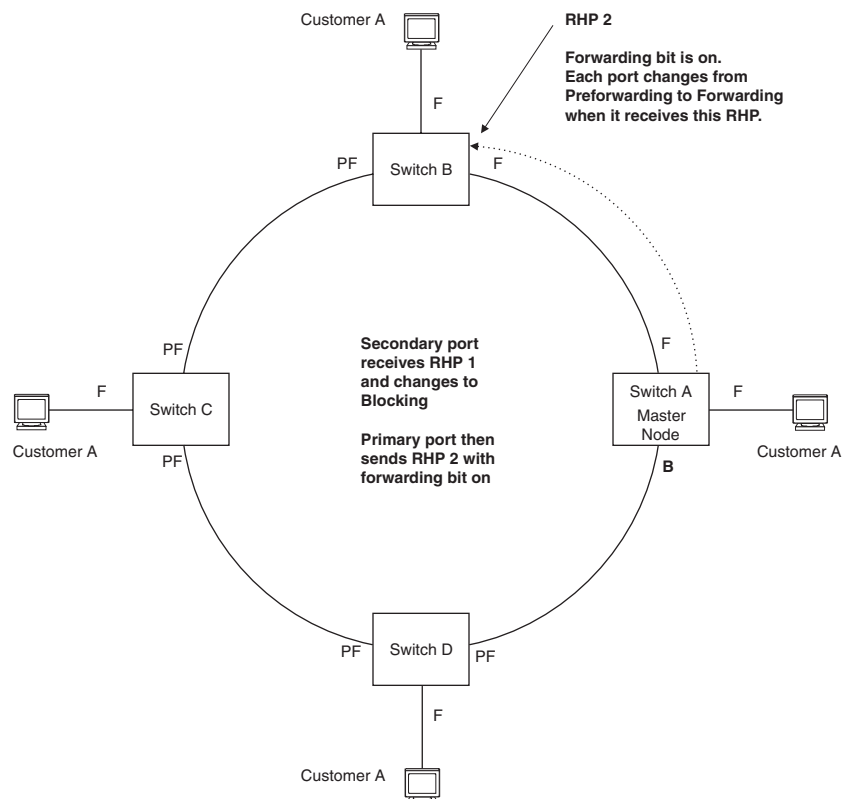 Customer A
RHP 2
Forwarding bit is on.
Each port changes from
Preforwarding to Forwarding
when it receives this RHP.
F
PF
Switch B
F
Secondary port
receives RHP 1
and changes to
Blocking
Primary port then
sends RHP 2 with
forwarding bit on
PF
F
F
Switch C
Customer A
PF
Switch A
Master
Node
F
Customer A
B
PF
Switch D
PF
F
Customer A